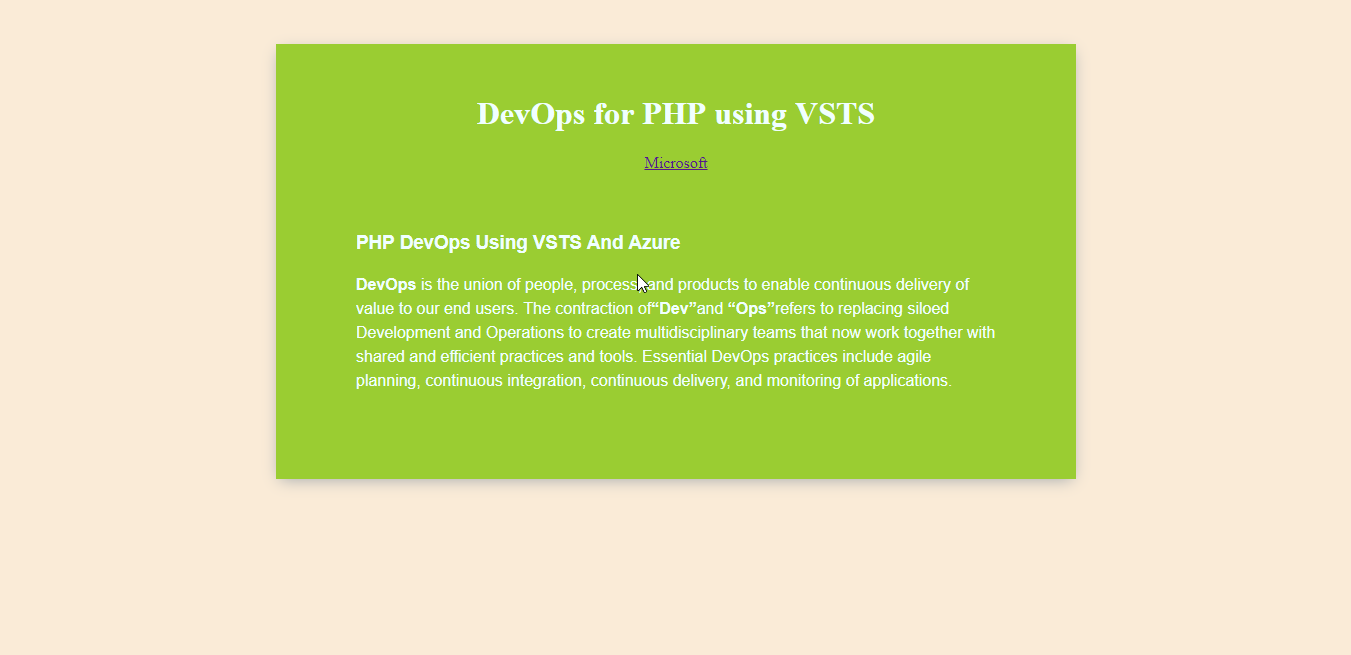 DevOps for PHP using VSTS
Microsoft
PHP DevOps Using VSTS And Azure
DevOps is the union of people, process, and products to enable continuous delivery of
value to our end users. The contraction of“Dev”and “Ops”refers to replacing siloed
Development and Operations to create multidisciplinary teams that now work together with
shared and efficient practices and tools. Essential DevOps practices include agile
planning, continuous integration, continuous delivery, and monitoring of applications.